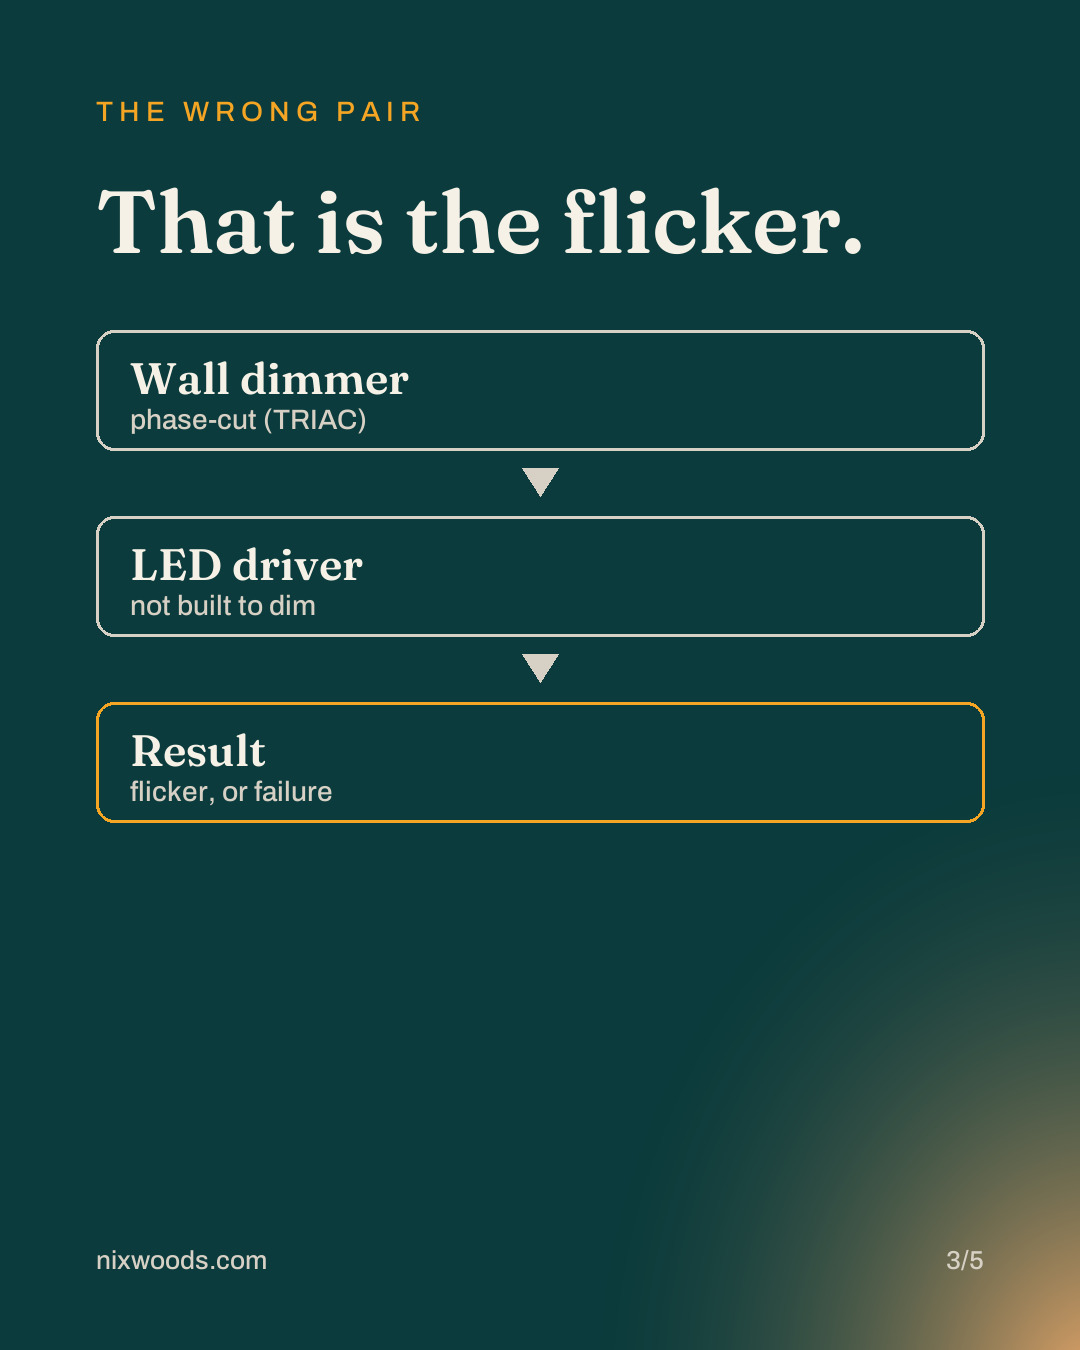 THE WRONG PAIR
That is the flicker.
Wall dimmer
phase-cut (TRIAC)
LED driver
not built to dim
Result
flicker, or failure
nixwoods.com
3/5